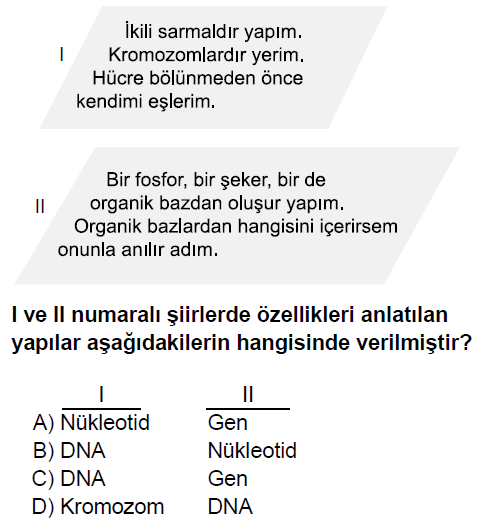 İkili sarmaldır yapım.
I Kromozomlardır yerim.
Hücre bölünmeden önce
kendimi eşlerim.
Bir fosfor, bir şeker, bir de
II organik bazdan oluşur yapım.
Organik bazlardan hangisini içerirsem
onunla anılır adım.
I ve II numaralı şiirlerde özellikleri anlatılan
yapılar aşağıdakilerin hangisinde verilmiştir?
I II
A) Nükleotid Gen
B) DNA Nükleotid
C) DNA Gen
D) Kromozom DNA